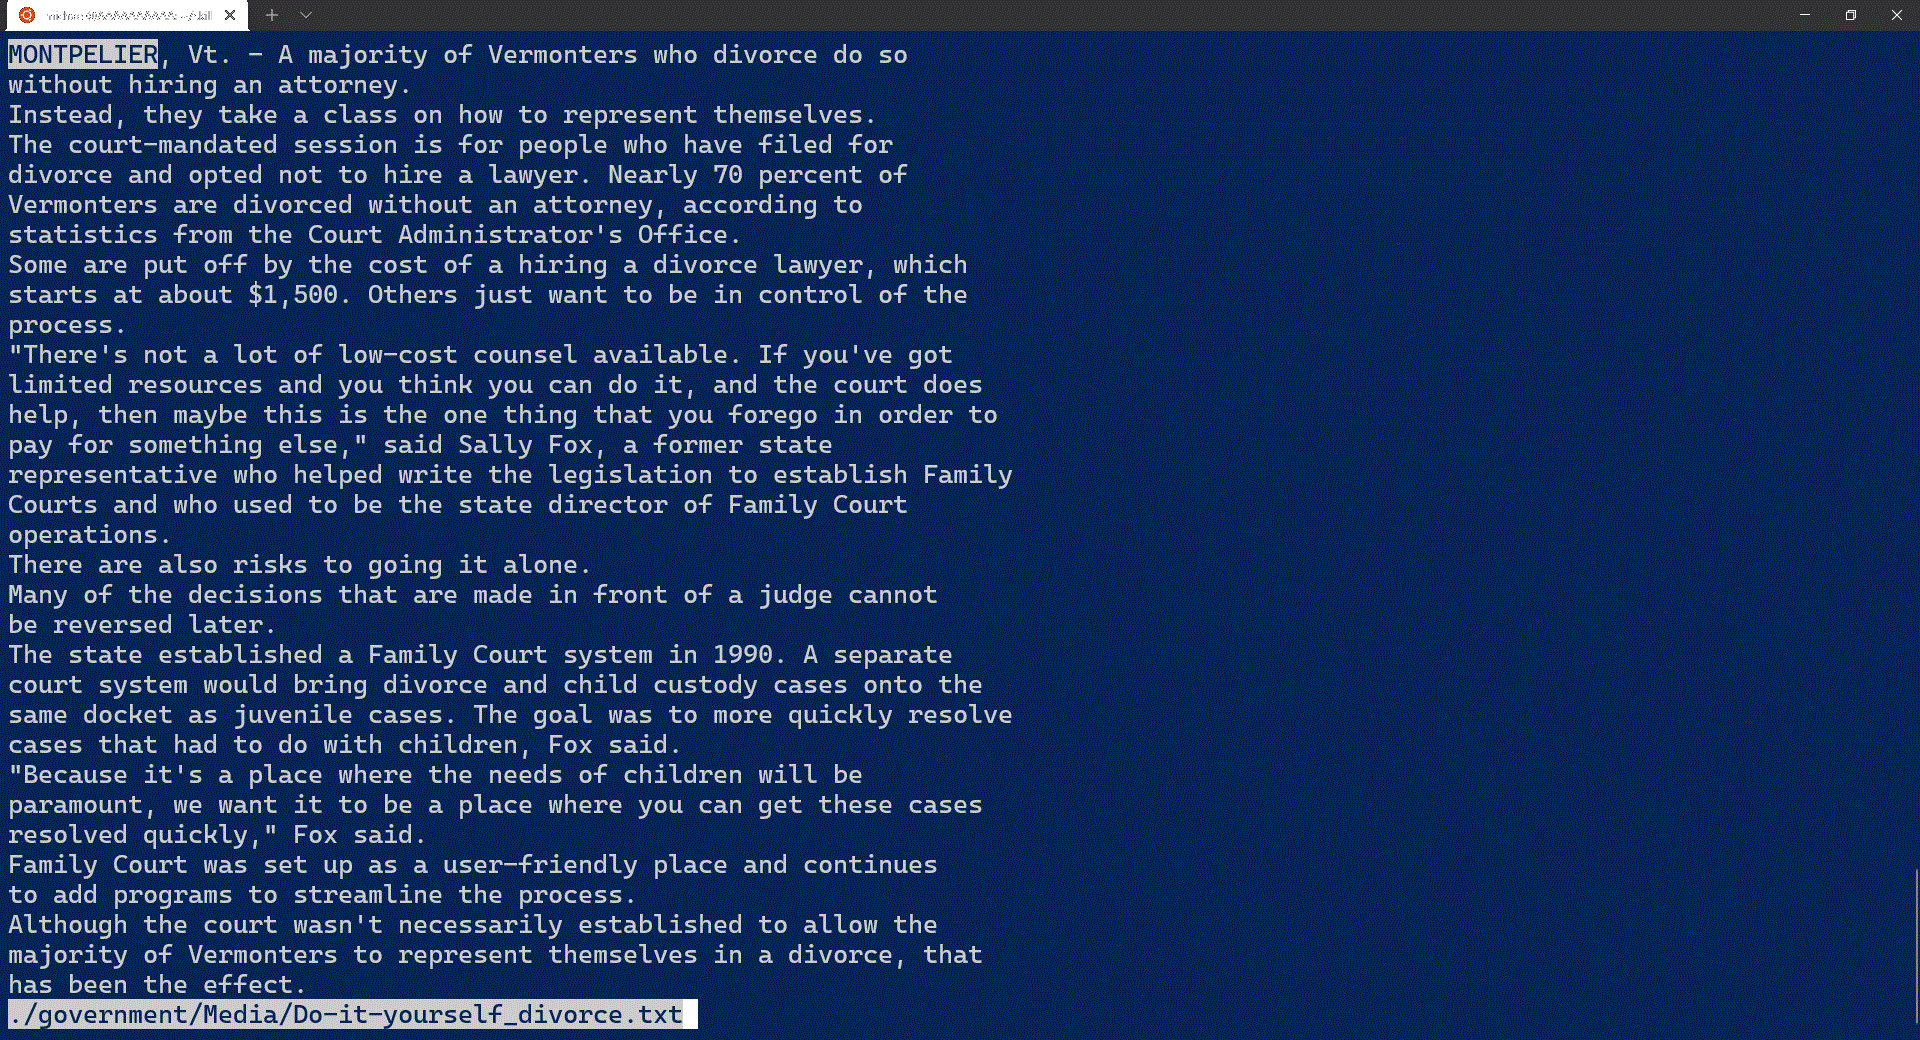 MONTPELIER, Vt. - A majority of Vermonters who divorce do so
without hiring an attorney.
Instead, they take a class on how to represent themselves.
The court-mandated session is for people who have filed for
divorce and opted not to hire a lawyer. Nearly 70 percent of
Vermonters are divorced without an attorney, according to
statistics from the Court Administrator's Office.
Some are put off by the cost of a hiring a divorce lawyer, which
starts at about $1,500. Others just want to be in control of the
process.
"There's not a lot of low-cost counsel available. If you've got
limited resources and you think you can do it, and the court does
help, then maybe this is the one thing that you forego in order to
pay for something else," said Sally Fox, a former state
representative who helped write the legislation to establish Family
Courts and who used to be the state director of Family Court
operations.
There are also risks to going it alone.
Many of the decisions that are made in front of a judge cannot
be reversed later.
The state established a Family Court system in 1990. A separate
court system would bring divorce and child custody cases onto the
same docket as juvenile cases. The goal was to more quickly resolve
cases that had to do with children, Fox said.
"Because it's a place where the needs of children will be
paramount, we want it to be a place where you can get these cases
resolved quickly," Fox said.
Family Court was set up as a user-friendly place and continues
to add programs to streamline the process.
Although the court wasn't necessarily established to allow the
majority of Vermonters to represent themselves in a divorce, that
has been the effect.
./government/Media/Do-it-yourself_divorce.txt